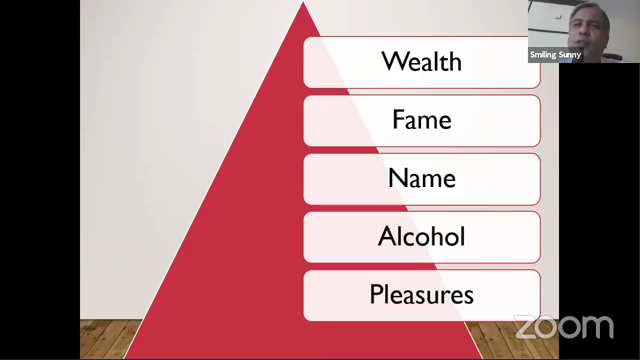 Wealth
Smiling Sunny
Fame
Name
Alcohol
Pleasures
zoom